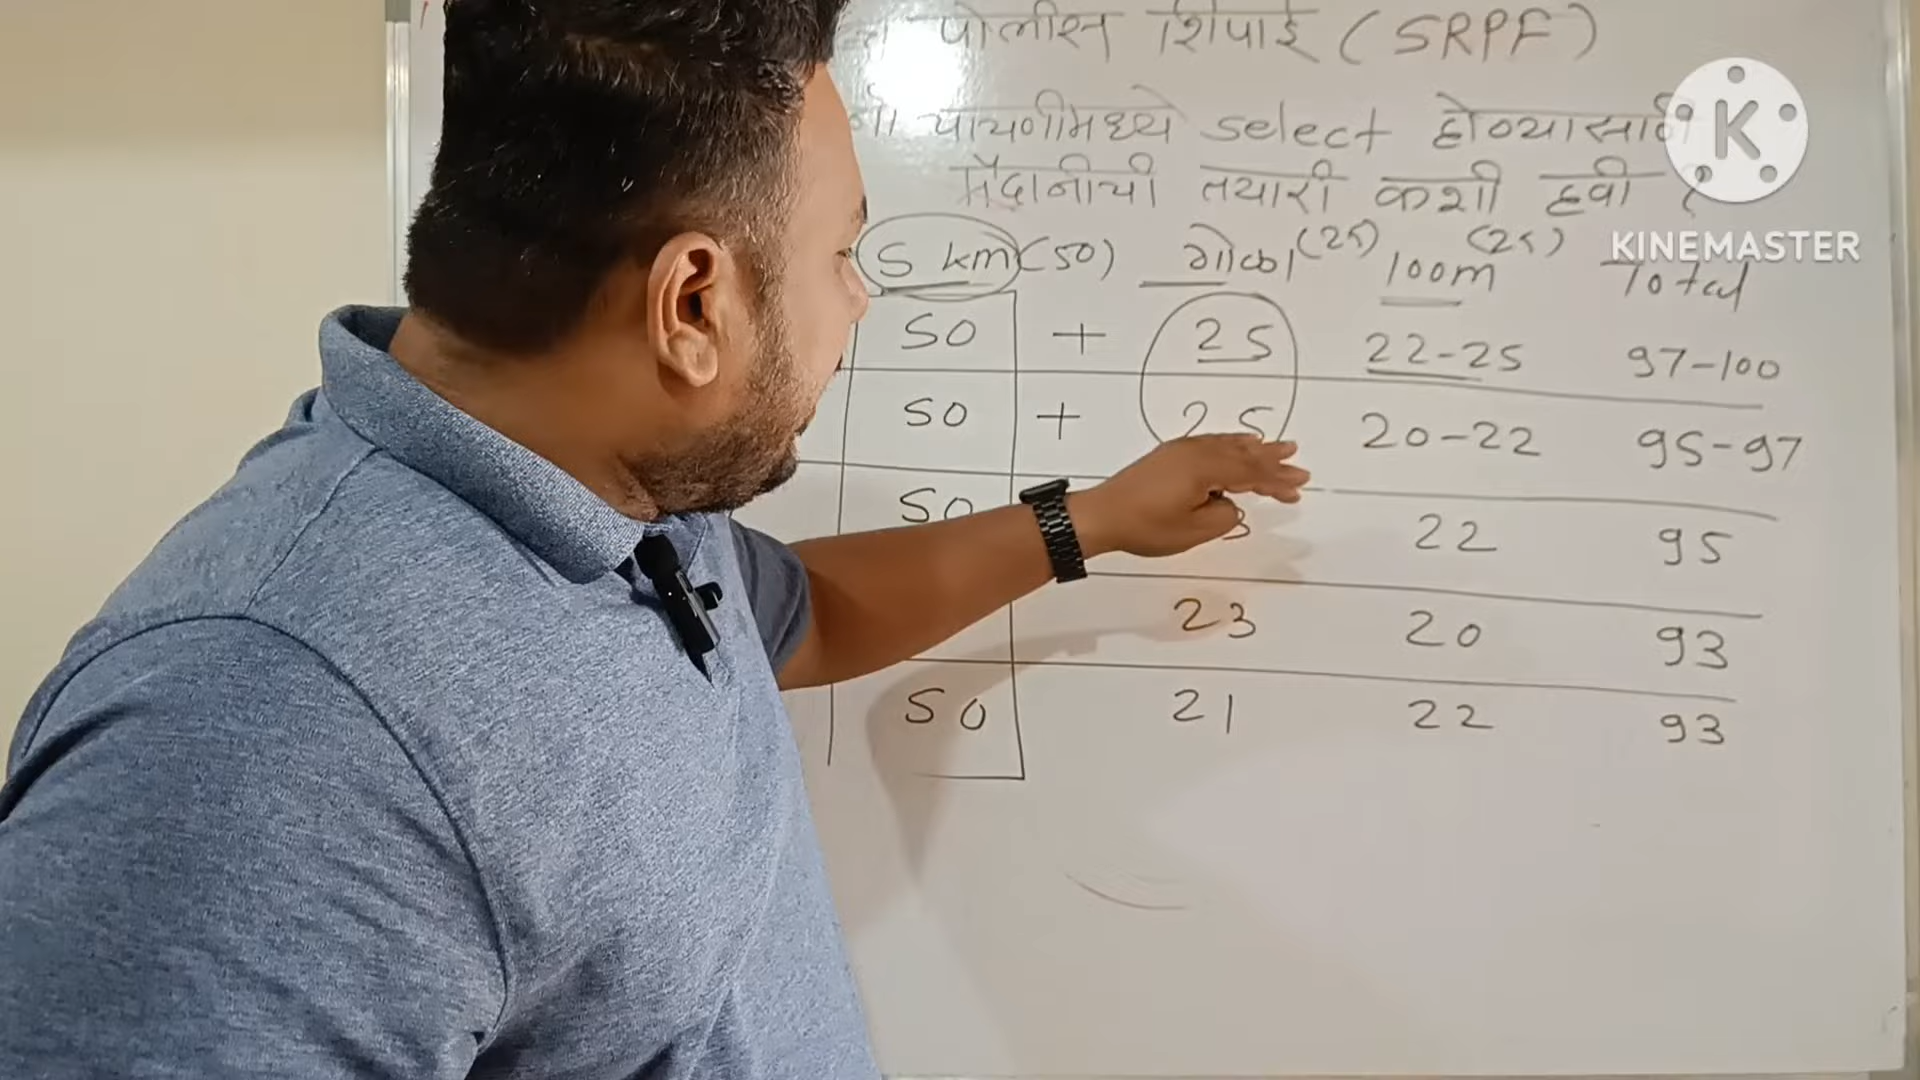 पोलीस शिपाई (SRPF)
चाचणीमध्ये select होण्यासाठी
मैदानीची तयारी कशी हवी ?
K
KINEMASTER
5 km (50) गोळा (25) 100m (25) Total
50 + 25 22-25 97-100
50 + 25 20-22 95-97
50 22 95
23 20 93
50 21 22 93